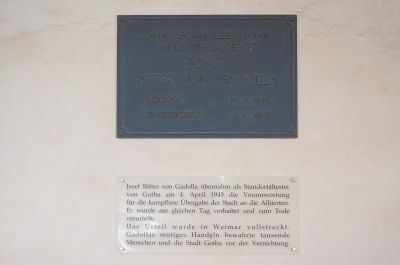 JOSEF
RITTER VON GADOLLA
Josef Ritter von Gadolla übernahm als Standortältester
von Gotha am 4. April 1945 die Verantwortung
für die kampflose Übergabe der Stadt an die Alliierten.
Er wurde am gleichen Tag verhaftet und zum Tode
verurteilt.
Das Urteil wurde in Weimar vollstreckt.
Gadollas mutiges Handeln bewahrte tausende
Menschen und die Stadt Gotha vor der Vernichtung.